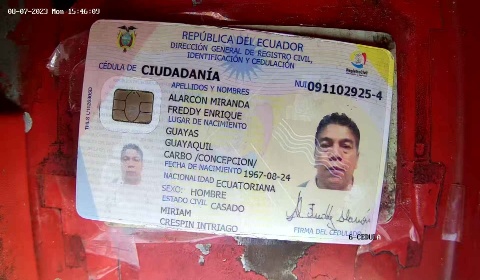 08-07-2023 Mon 15:46:09
REPÚBLICA DEL ECUADOR
DIRECCIÓN GENERAL DE REGISTRO CIVIL,
IDENTIFICACIÓN Y CEDULACIÓN
CÉDULA DE CIUDADANÍA
NUI 091102925-4
APELLIDOS Y NOMBRES
ALARCON MIRANDA
FREDDY ENRIQUE
LUGAR DE NACIMIENTO
GUAYAS
GUAYAQUIL
CARBO /CONCEPCION/
FECHA DE NACIMIENTO 1967-08-24
NACIONALIDAD ECUATORIANA
SEXO: HOMBRE
ESTADO CIVIL CASADO
MIRIAM
CRESPIN INTRIAGO
FIRMA DEL CEDULADO
6-CEDULA